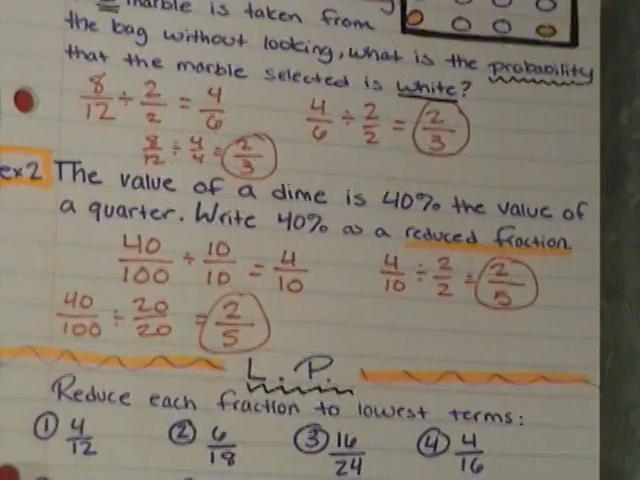 marble is taken from
the bag without looking, what is the probability
that the marble selected is white?
8/12 ÷ 2/2 = 4/6 4/6 ÷ 2/2 = 2/3
8/12 ÷ 4/4 = 2/3
ex2 The value of a dime is 40% the value of
a quarter. Write 40% as a reduced fraction.
40/100 ÷ 10/10 = 4/10 4/10 ÷ 2/2 = 2/5
40/100 ÷ 20/20 = 2/5
L. P.
Reduce each fraction to lowest terms:
① 4/12 ② 6/18 ③ 16/24 ④ 4/16